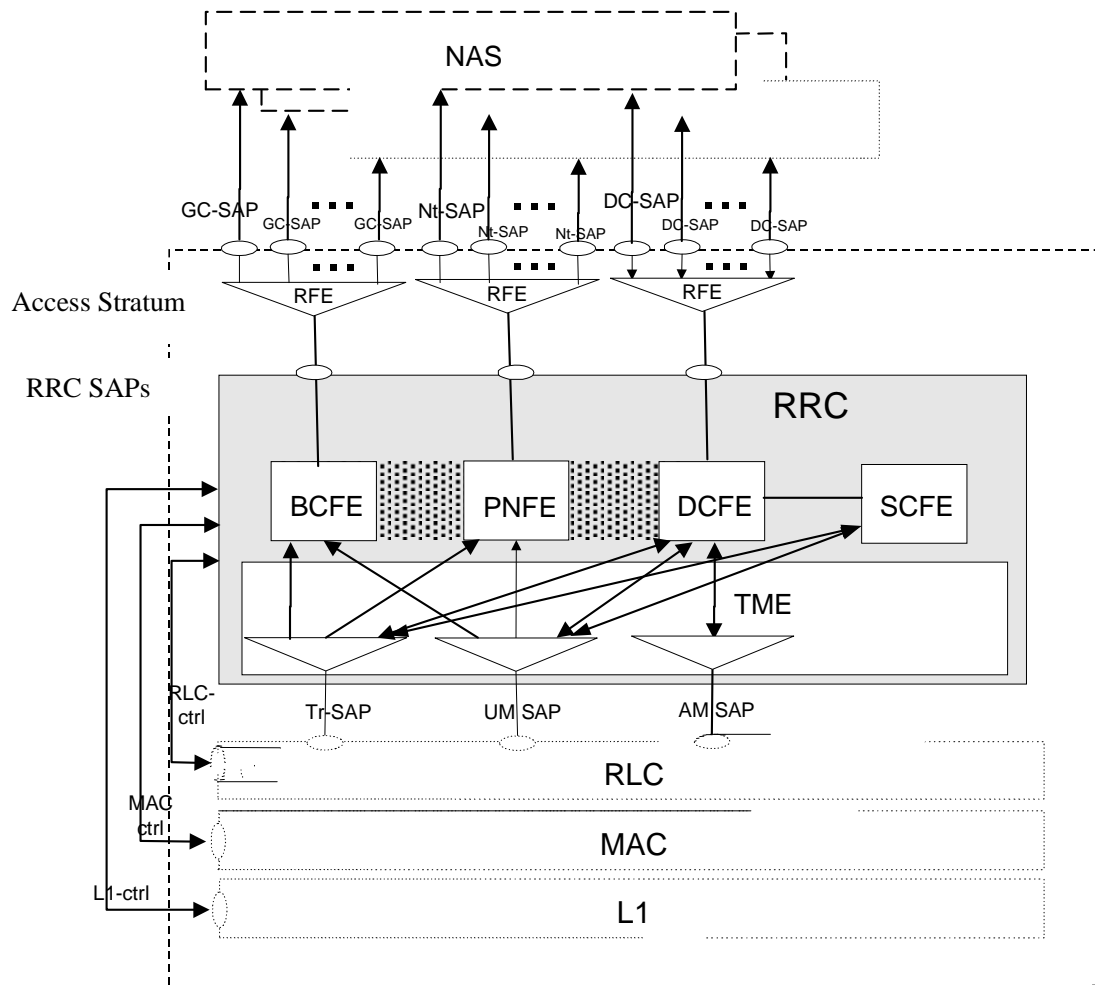 NAS
GC-SAP
GC-SAP
GC-SAP
Nt-SAP
Nt-SAP
Nt-SAP
DC-SAP
DC-SAP
DC-SAP
RFE
RFE
RFE
Access Stratum
RRC SAPs
RRC
BCFE
PNFE
DCFE
SCFE
TME
RLC-
ctrl
Tr-SAP
UM SAP
AM SAP
RLC
MAC
ctrl
MAC
L1-ctrl
L1